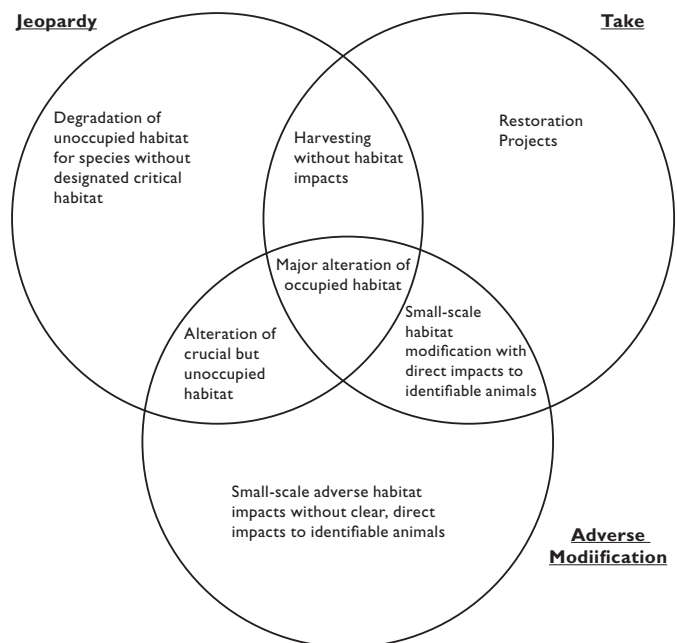 Jeopardy
Take
Degradation of
unoccupied habitat
for species without
designated critical
habitat
Harvesting
without habitat
impacts
Restoration
Projects
Major alteration of
occupied habitat
Alteration of
crucial but
unoccupied
habitat
Small-scale
habitat
modification with
direct impacts to
identifiable animals
Small-scale adverse habitat
impacts without clear, direct
impacts to identifiable animals
Adverse
Modiification